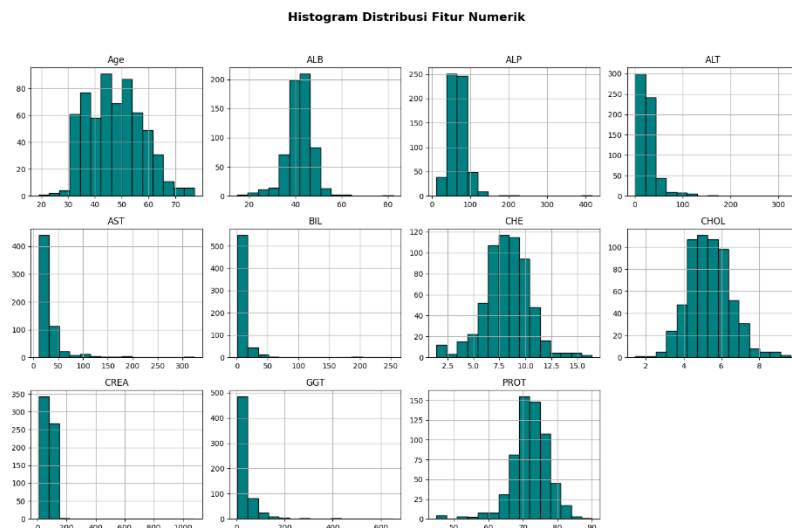 Histogram Distribusi Fitur Numerik
Age ALB ALP ALT
80 60 40 20 0
200 150 100 50 0
250 200 150 100 50 0
300 250 200 150 100 50 0
20 30 40 50 60 70
20 40 60 80
0 100 200 300 400
0 100 200 300
AST BIL CHE CHOL
400 300 200 100 0
500 400 300 200 100 0
120 100 80 60 40 20 0
100 80 60 40 20 0
0 50 100 150 200 250 300
0 50 100 150 200 250
2.5 5.0 7.5 10.0 12.5 15.0
2 4 6 8
CREA GGT PROT
350 300 250 200 150 100 50 0
500 400 300 200 100 0
150 125 100 75 50 25 0
0 200 400 600 800 1000
0 200 400 600
50 60 70 80 90